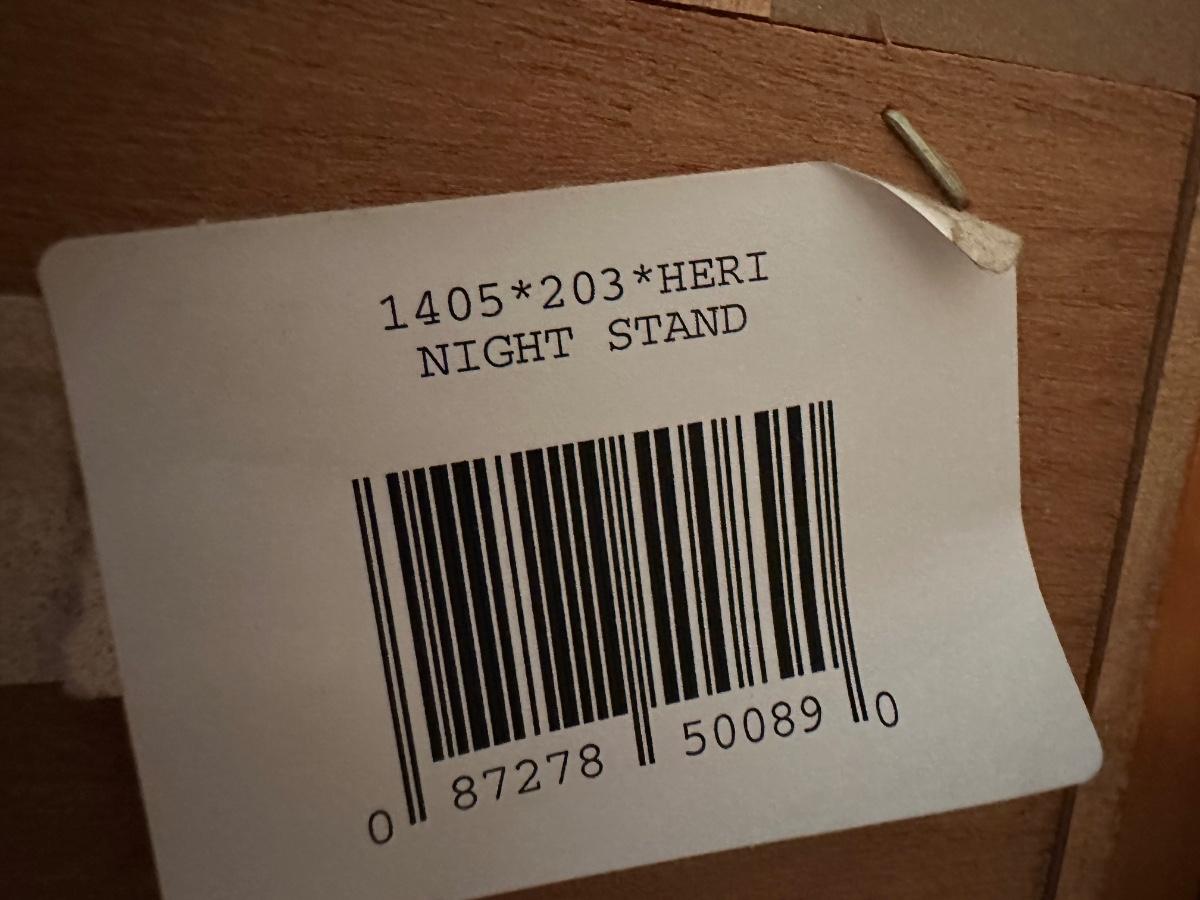 1405*203*HERI
NIGHT STAND
0 87278 50089 0